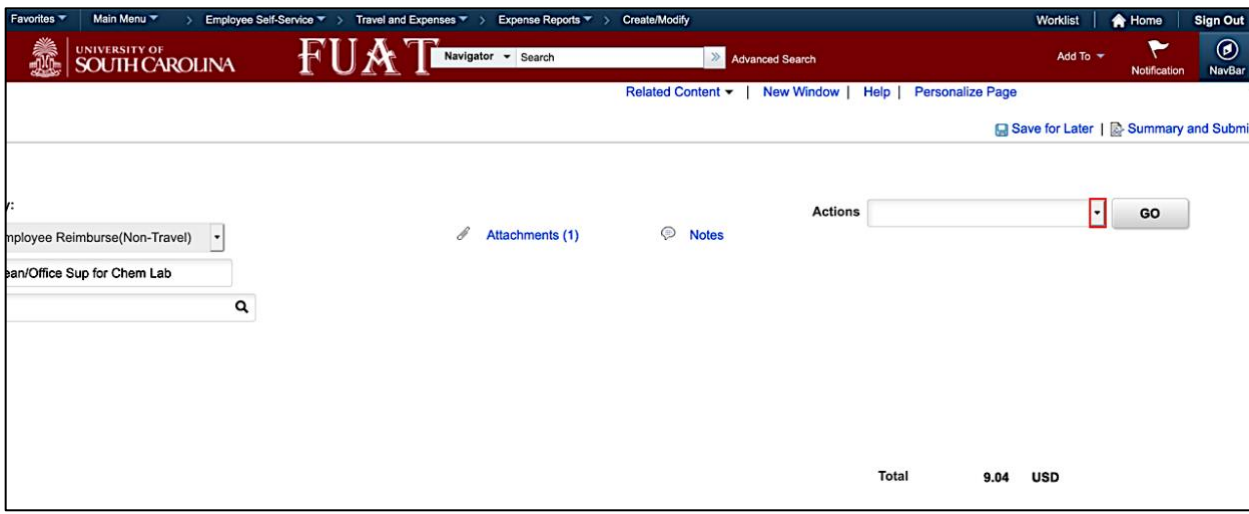 Favorites Main Menu > Employee Self-Service > Travel and Expenses > Expense Reports > Create/Modify Worklist Home Sign Out
UNIVERSITY OF
SOUTH CAROLINA
FUAT Navigator Search » Advanced Search Add To Notification NavBar
Related Content | New Window | Help | Personalize Page
Save for Later | Summary and Submi
y:
Actions GO
mployee Reimburse(Non-Travel) Attachments (1) Notes
ean/Office Sup for Chem Lab
Total 9.04 USD